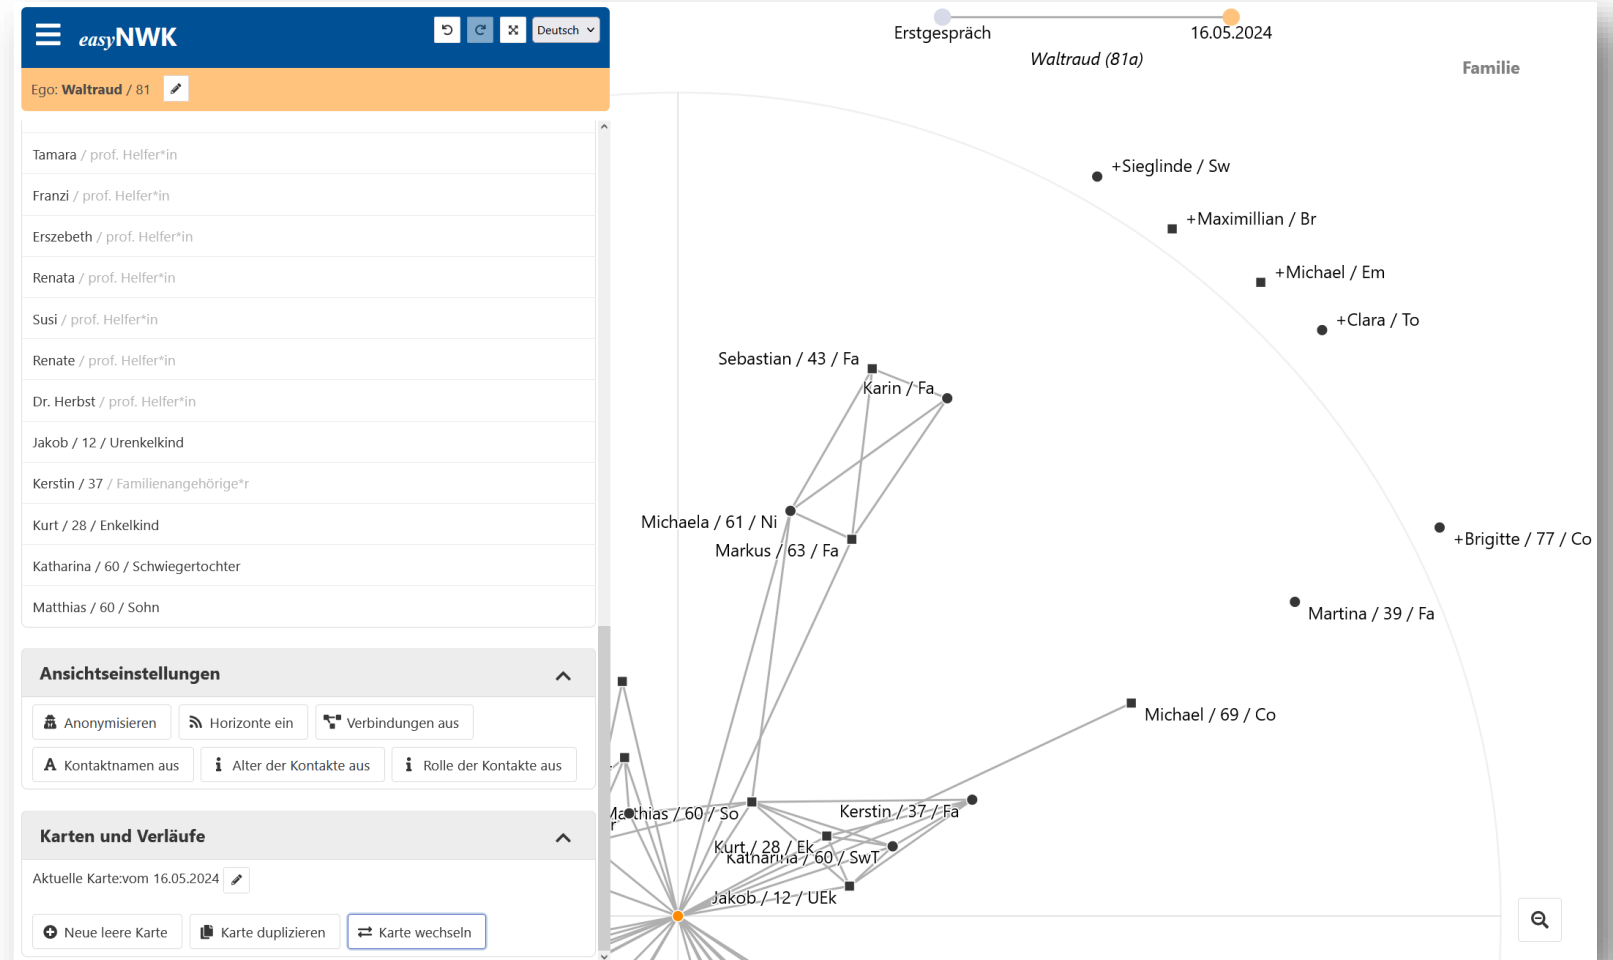 easyNWK
Deutsch
Ego: Waltraud / 81
Tamara / prof. Helfer*in
Franzi / prof. Helfer*in
Erszebeth / prof. Helfer*in
Renata / prof. Helfer*in
Susi / prof. Helfer*in
Renate / prof. Helfer*in
Dr. Herbst / prof. Helfer*in
Jakob / 12 / Urenkelkind
Kerstin / 37 / Familienangehörige*r
Kurt / 28 / Enkelkind
Katharina / 60 / Schwiegertochter
Matthias / 60 / Sohn
Ansichtseinstellungen
Anonymisieren
Horizonte ein
Verbindungen aus
Kontaktnamen aus
Alter der Kontakte aus
Rolle der Kontakte aus
Karten und Verläufe
Aktuelle Karte:vom 16.05.2024
Neue leere Karte
Karte duplizieren
Karte wechseln
Erstgespräch
16.05.2024
Waltraud (81a)
Familie
+Sieglinde / Sw
+Maximillian / Br
+Michael / Em
+Clara / To
Sebastian / 43 / Fa
Karin / Fa
Michaela / 61 / Ni
Markus / 63 / Fa
+Brigitte / 77 / Co
Martina / 39 / Fa
Michael / 69 / Co
Matthias / 60 / So
Kerstin / 37 / Fa
Kurt / 28 / Ek
Katharina / 60 / SwT
Jakob / 12 / UEk